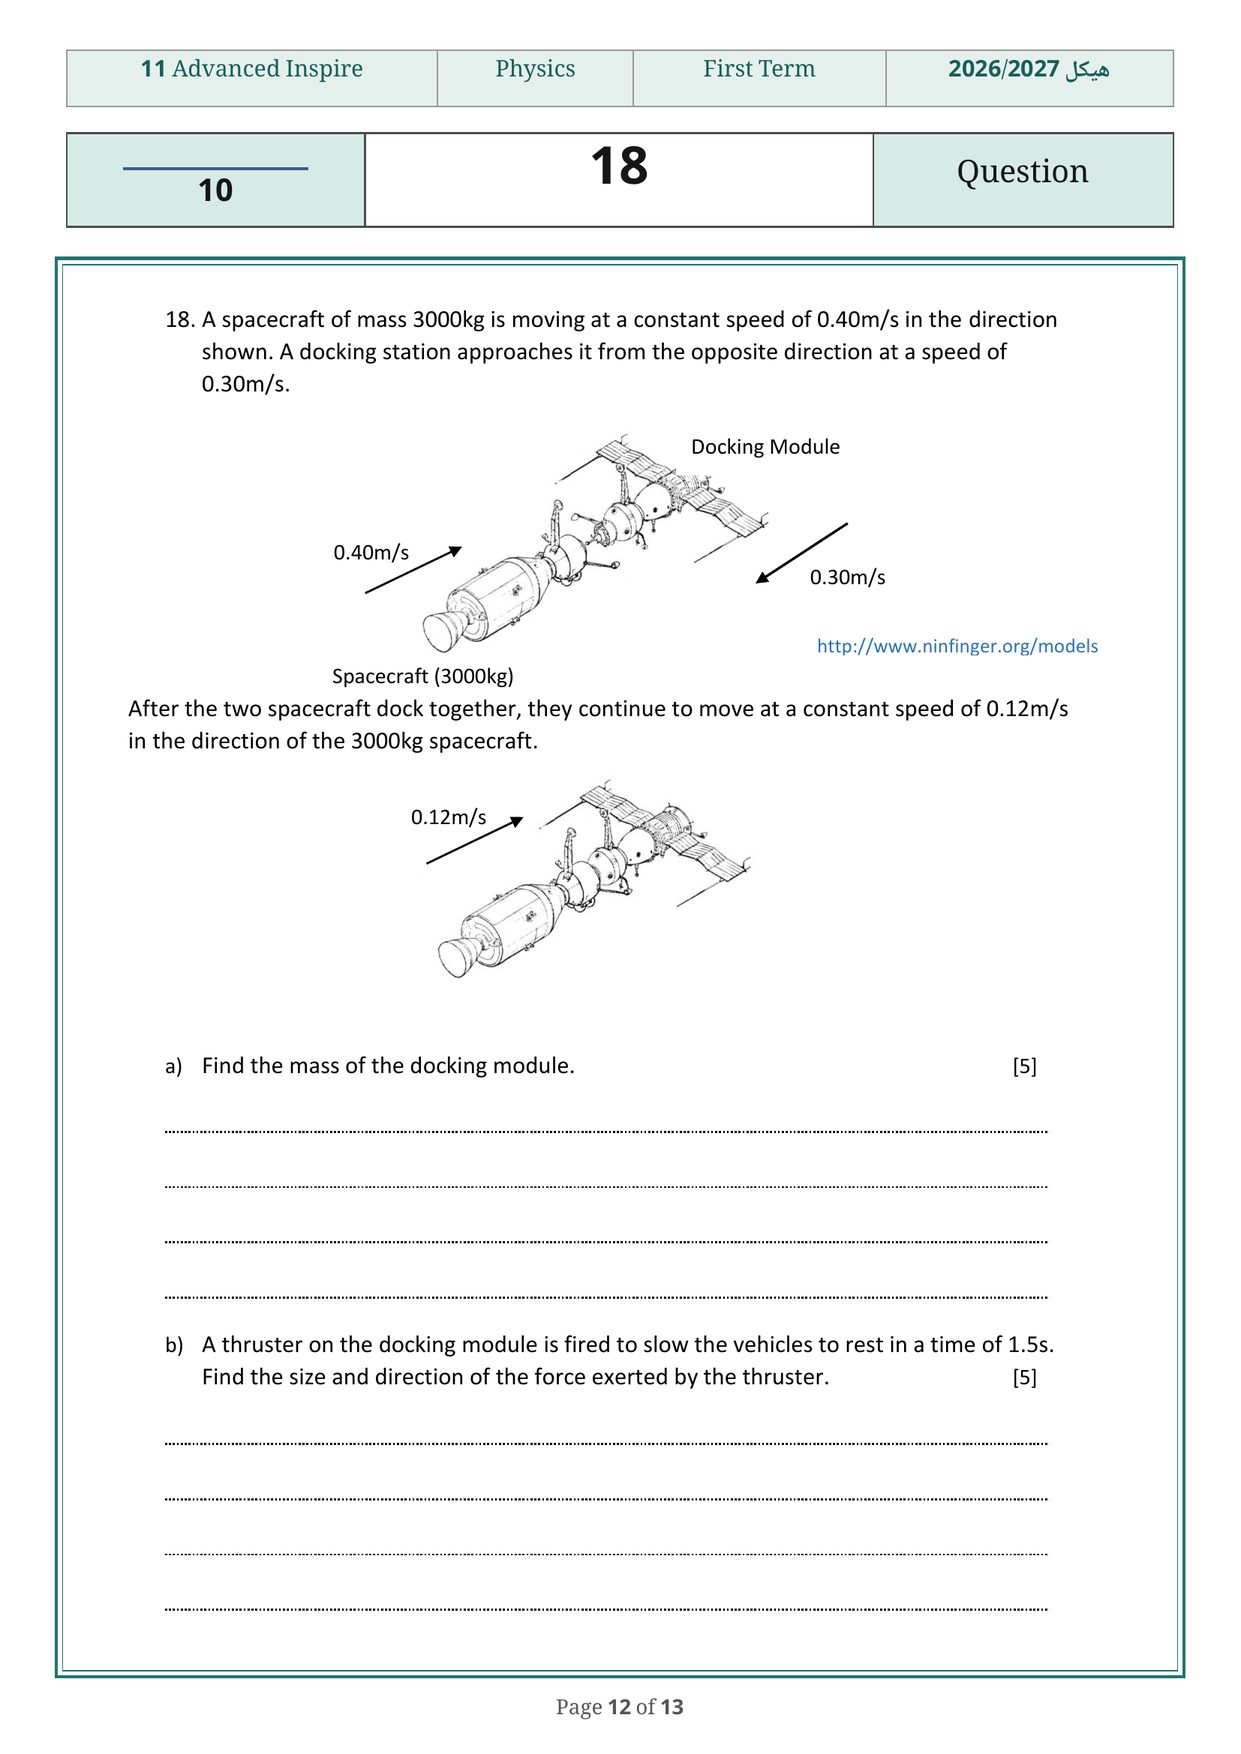 11 Advanced Inspire
Physics
First Term
هيكل 2026/2027
10
18
Question
18. A spacecraft of mass 3000kg is moving at a constant speed of 0.40m/s in the direction
shown. A docking station approaches it from the opposite direction at a speed of
0.30m/s.
Docking Module
0.40m/s
0.30m/s
http://www.ninfinger.org/models
Spacecraft (3000kg)
After the two spacecraft dock together, they continue to move at a constant speed of 0.12m/s
in the direction of the 3000kg spacecraft.
0.12m/s
a) Find the mass of the docking module. [5]
b) A thruster on the docking module is fired to slow the vehicles to rest in a time of 1.5s.
Find the size and direction of the force exerted by the thruster. [5]
Page 12 of 13